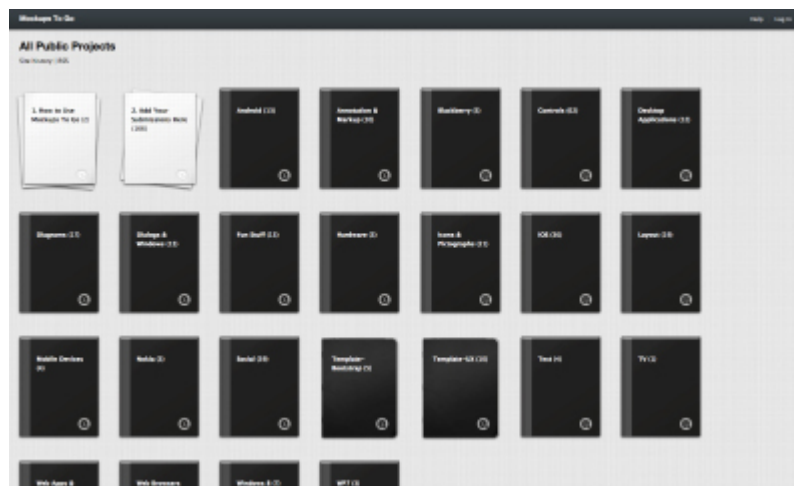 Mockups To Go
Help Log In
All Public Projects
1. How to Use
Mockups To Go
2. Add Your
Submissions Here
Android
Annotation &
Markup
Blackberry
Controls
Desktop
Applications
Diagrams
Dialogs &
Windows
Fun Stuff
Hardware
Icons &
Pictographs
iOS
Layout
Mobile Devices
Nokia
Social
Template-
Bootstrap
Template-UX
Text
TV
Web Apps &
Web Browsers
Windows 8
WP7